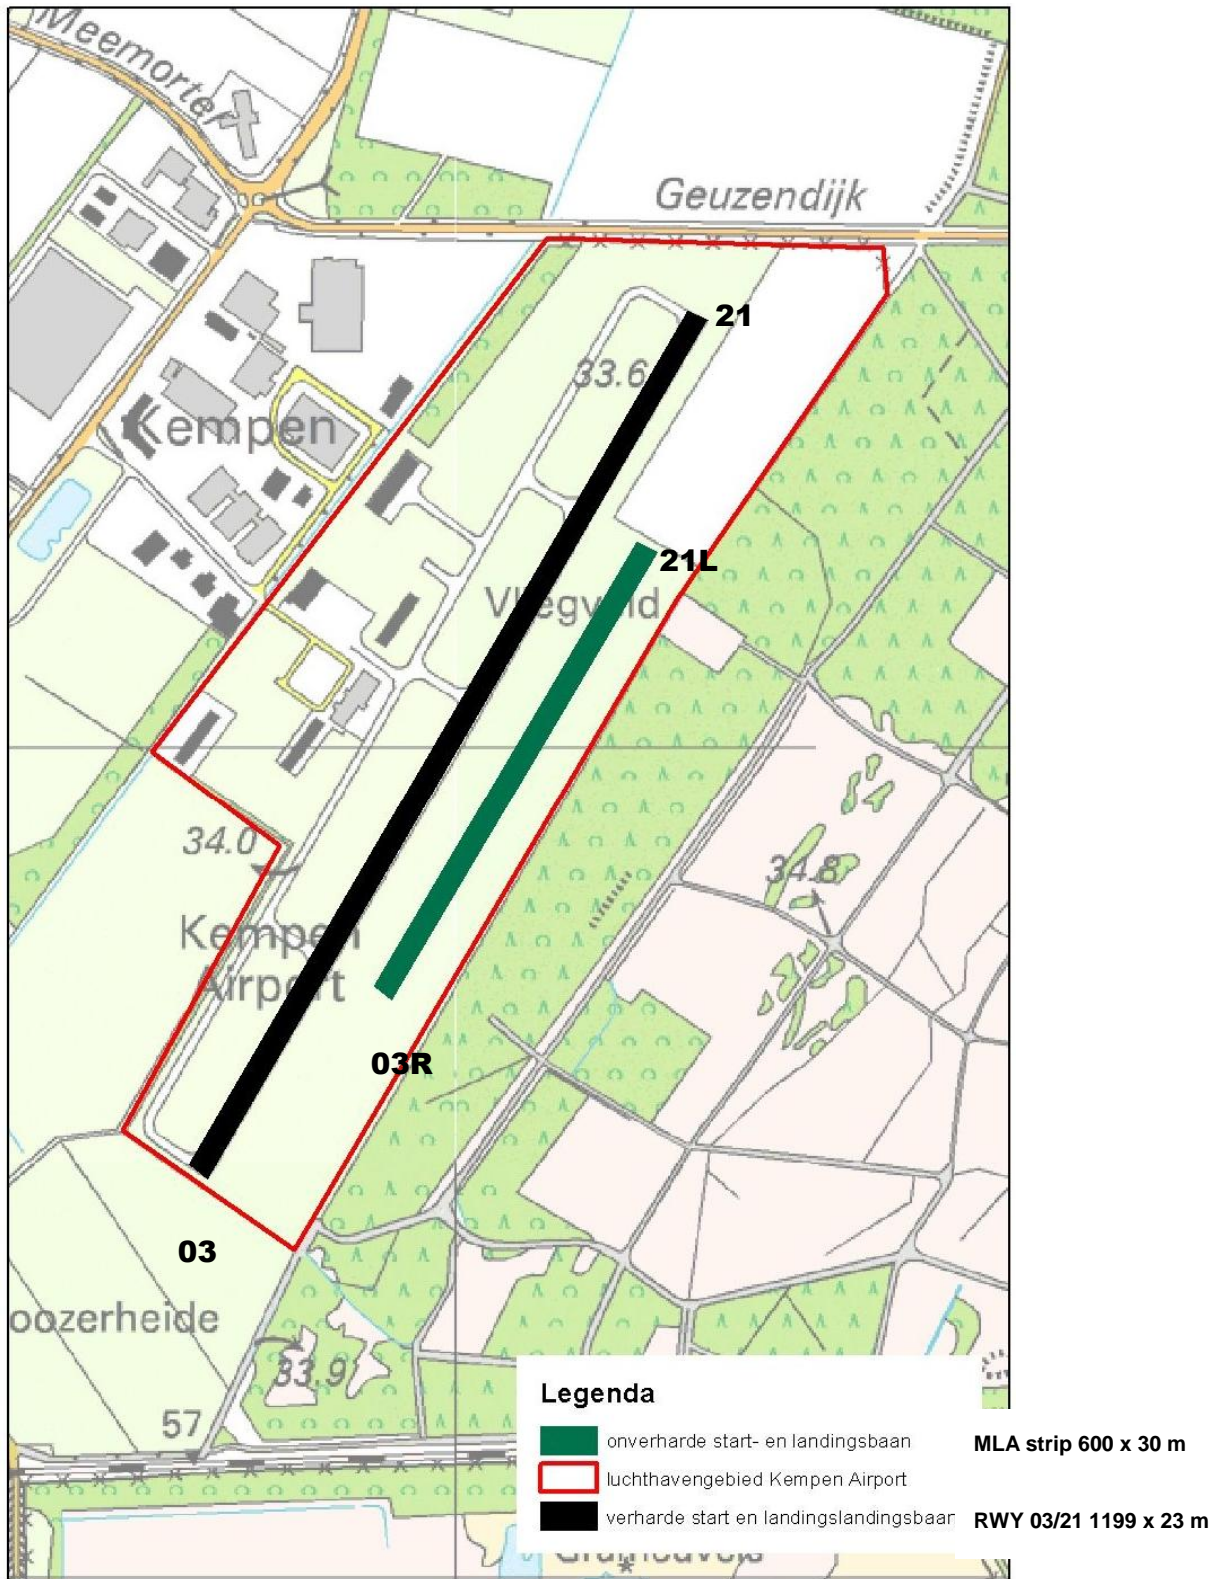 Meemortel
Geuzendijk
21
33.6
Kempen
21L
Vliegveld
34.0
34.8
Kempen
Airport
03R
03
oozerheide
33.9
57
Legenda
onverharde start- en landingsbaan
MLA strip 600 x 30 m
luchthavengebied Kempen Airport
verharde start en landingslandingsbaan
RWY 03/21 1199 x 23 m